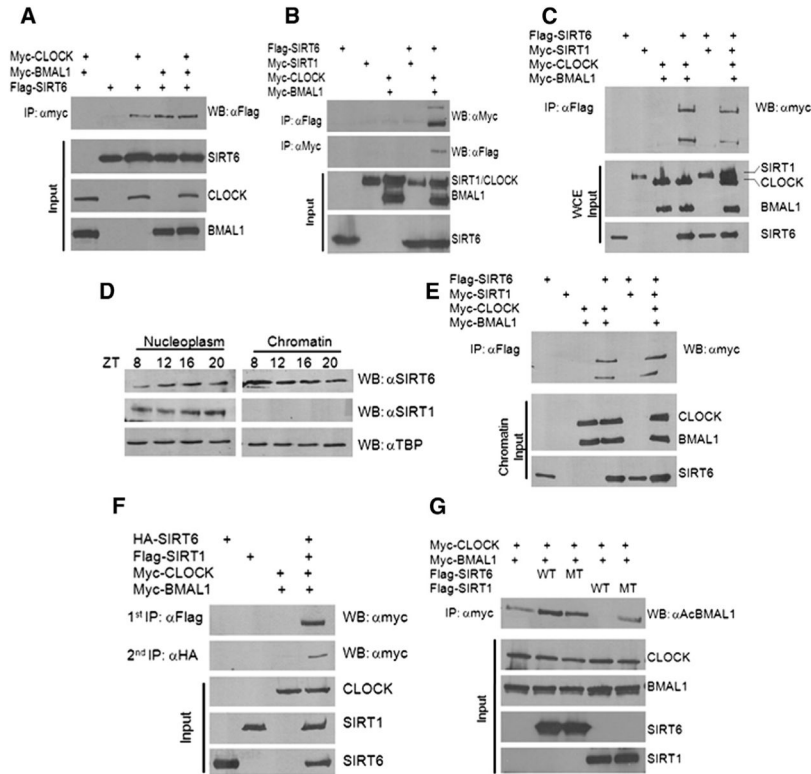 A
Myc-CLOCK + + +
Myc-BMAL1 + + +
Flag-SIRT6 + + + +
IP: αmyc WB: αFlag
Input
SIRT6
CLOCK
BMAL1
B
Flag-SIRT6 + + +
Myc-SIRT1 + +
Myc-CLOCK + +
Myc-BMAL1 + +
IP: αFlag WB: αMyc
IP: αMyc WB: αFlag
Input
SIRT1/CLOCK
BMAL1
SIRT6
C
Flag-SIRT6 + + + +
Myc-SIRT1 + + +
Myc-CLOCK + + +
Myc-BMAL1 + + +
IP: αFlag WB: αmyc
WCE Input
SIRT1
CLOCK
BMAL1
SIRT6
D
Nucleoplasm Chromatin
ZT 8 12 16 20 8 12 16 20
WB: αSIRT6
WB: αSIRT1
WB: αTBP
E
Flag-SIRT6 + + + +
Myc-SIRT1 + + +
Myc-CLOCK + + +
Myc-BMAL1 + + +
IP: αFlag WB: αmyc
Chromatin Input
CLOCK
BMAL1
SIRT6
F
HA-SIRT6 + +
Flag-SIRT1 + +
Myc-CLOCK + +
Myc-BMAL1 + +
1st IP: αFlag WB: αmyc
2nd IP: αHA WB: αmyc
Input
CLOCK
SIRT1
SIRT6
G
Myc-CLOCK + + + + +
Myc-BMAL1 + + + + +
Flag-SIRT6 WT MT
Flag-SIRT1 WT MT
IP: αmyc WB: αAcBMAL1
Input
CLOCK
BMAL1
SIRT6
SIRT1